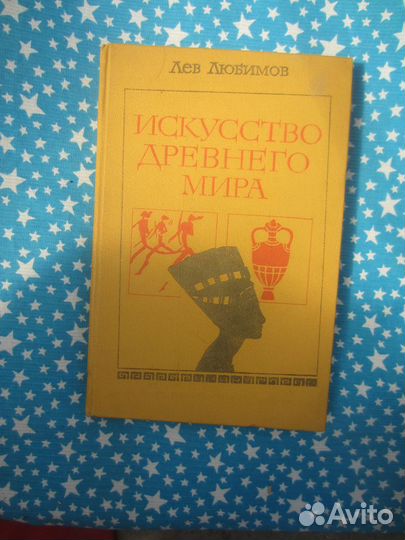 Лев Любимов
Искусство
древнего
мира
Avito